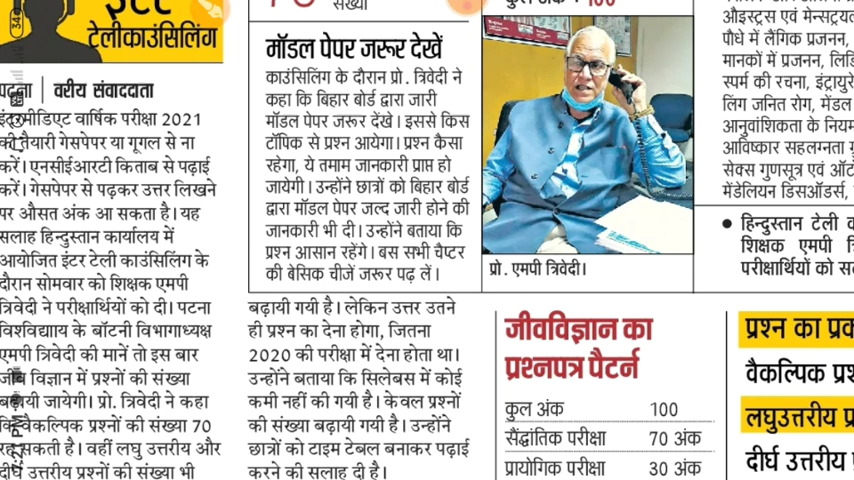 इंटर
टेलीकाउंसिलिंग
पटना | वरीय संवाददाता
इंटरमीडिएट वार्षिक परीक्षा 2021
की तैयारी गेसपेपर या गूगल से ना
करें। एनसीईआरटी किताब से पढ़ाई
करें। गेसपेपर से पढ़कर उत्तर लिखने
पर औसत अंक आ सकता है। यह
सलाह हिन्दुस्तान कार्यालय में
आयोजित इंटर टेली काउंसिलिंग के
दौरान सोमवार को शिक्षक एमपी
त्रिवेदी ने परीक्षार्थियों को दी। पटना
विश्वविद्याय के बॉटनी विभागाध्यक्ष
एमपी त्रिवेदी की मानें तो इस बार
जीव विज्ञान में प्रश्नों की संख्या
बढ़ायी जायेगी। प्रो. त्रिवेदी ने कहा
कि वैकल्पिक प्रश्नों की संख्या 70
रह सकती है। वहीं लघु उत्तरीय और
दीर्घ उत्तरीय प्रश्नों की संख्या भी
संख्या
मॉडल पेपर जरूर देखें
काउंसिलिंग के दौरान प्रो. त्रिवेदी ने
कहा कि बिहार बोर्ड द्वारा जारी
मॉडल पेपर जरूर देंखे। इससे किस
टॉपिक से प्रश्न आयेगा। प्रश्न कैसा
रहेगा, ये तमाम जानकारी प्राप्त हो
जायेगी। उन्होंने छात्रों को बिहार बोर्ड
द्वारा मॉडल पेपर जल्द जारी होने की
जानकारी भी दी। उन्होंने बताया कि
प्रश्न आसान रहेंगे। बस सभी चैप्टर
की बेसिक चीजें जरूर पढ़ लें।
बढ़ायी गयी है। लेकिन उत्तर उतने
ही प्रश्न का देना होगा, जितना
2020 की परीक्षा में देना होता था।
उन्होंने बताया कि सिलेबस में कोई
कमी नहीं की गयी है। केवल प्रश्नों
की संख्या बढ़ायी गयी है। उन्होंने
छात्रों को टाइम टेबल बनाकर पढ़ाई
करने की सलाह दी है।
कुल अंक 100
प्रो. एमपी त्रिवेदी।
जीवविज्ञान का
प्रश्नपत्र पैटर्न
कुल अंक 100
सैद्धांतिक परीक्षा 70 अंक
प्रायोगिक परीक्षा 30 अंक
ओइस्ट्रस एवं मेन्सट्रुय
पौधे में लैंगिक प्रजनन,
मानकों में प्रजनन,
स्पर्म की रचना,
लिंग जनित रोग, मेंडल
आनुवांशिकता के नियम
आविष्कार सहलग्नता
सेक्स गुणसूत्र एवं
मेंडेलियन डिसऑर्डर्स,
● हिन्दुस्तान टेली
शिक्षक एमपी
परीक्षार्थियों को
प्रश्न का
वैकल्पिक
लघुउत्तरीय
दीर्घ उत्तरीय